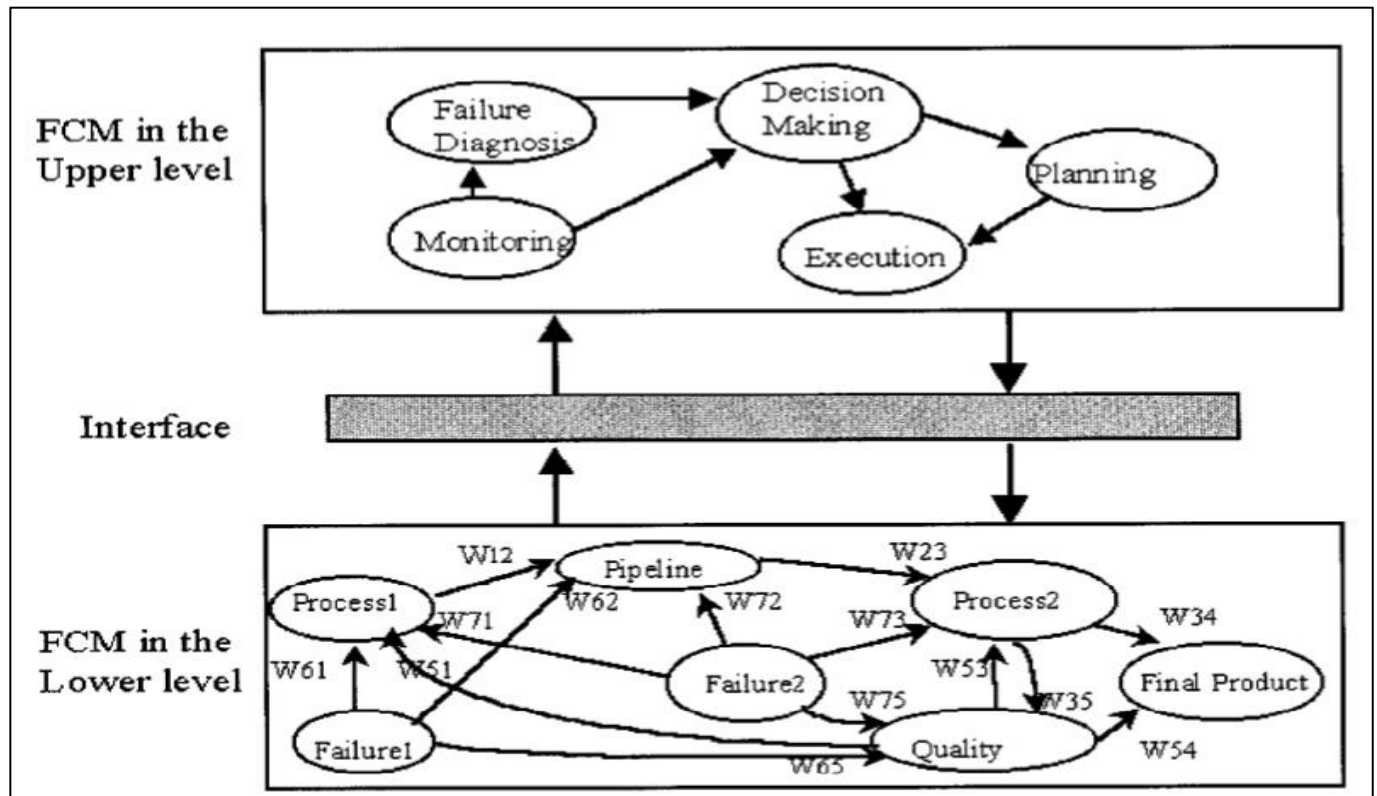 FCM in the
Upper level
Failure
Diagnosis
Decision
Making
Planning
Monitoring
Execution
Interface
FCM in the
Lower level
W12
Pipeline
W23
Process1
W62
W72
Process2
W71
W73
W34
W61
W51
Failure2
W53
Final Product
W75
W35
Failure1
Quality
W54
W65